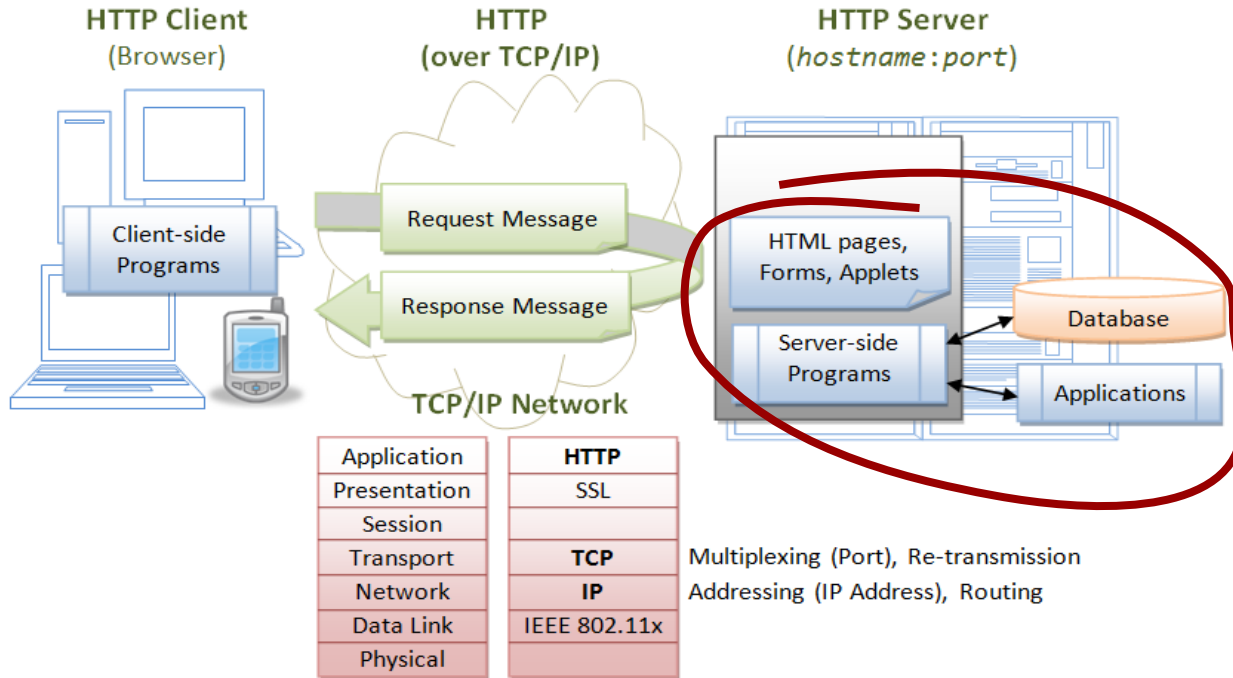 HTTP Client
(Browser)
HTTP
(over TCP/IP)
HTTP Server
(hostname:port)
Client-side
Programs
Request Message
Response Message
HTML pages,
Forms, Applets
Server-side
Programs
Database
Applications
TCP/IP Network
Application HTTP
Presentation SSL
Session
Transport TCP Multiplexing (Port), Re-transmission
Network IP Addressing (IP Address), Routing
Data Link IEEE 802.11x
Physical